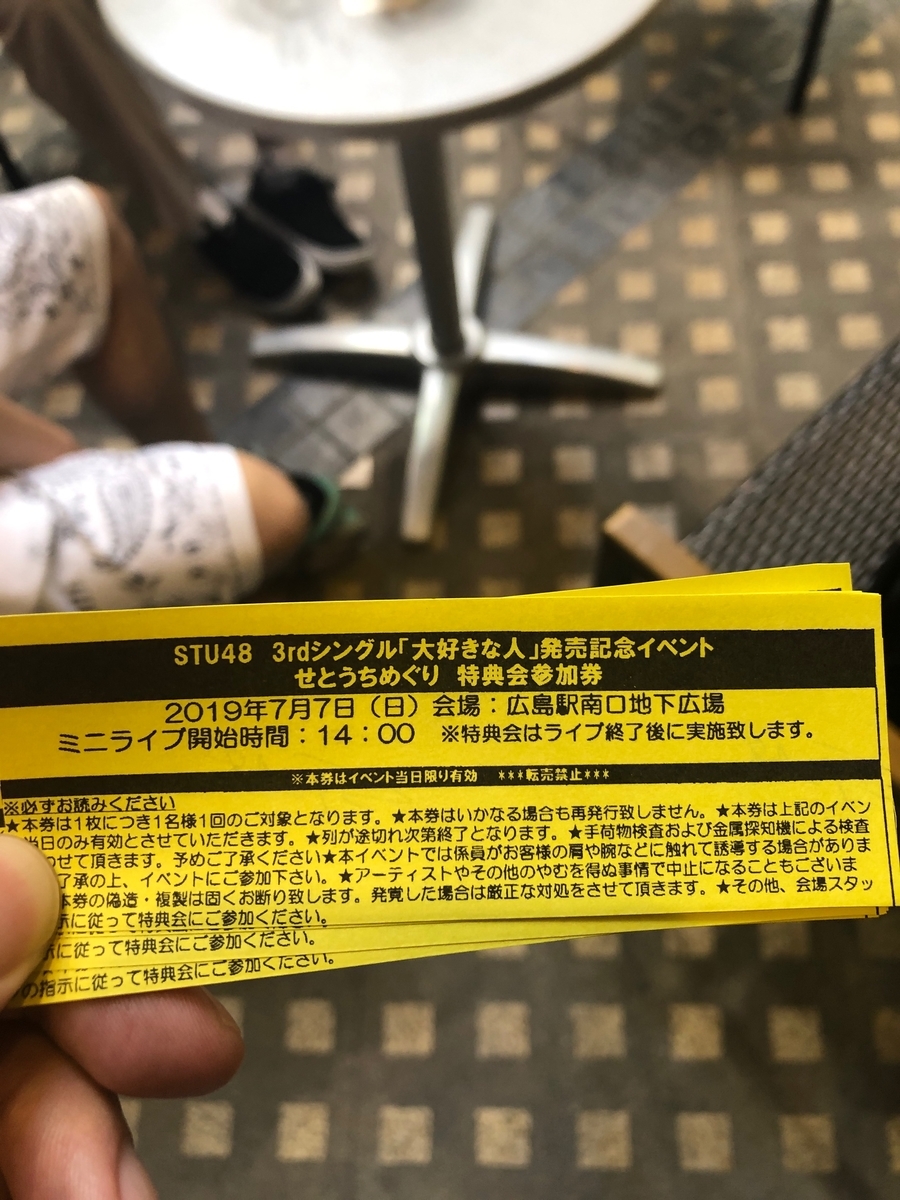 STU48 3rdシングル「大好きな人」発売記念イベント
せとうちめぐり 特典会参加券
2019年7月7日（日）会場：広島駅南口地下広場
ミニライブ開始時間：14：00 ※特典会はライブ終了後に実施致します。
※本券はイベント当日限り有効 ***転売禁止***
※必ずお読みください
★本券は1枚につき1名様1回のご対象となります。★本券はいかなる場合も再発行致しません。★本券は上記のイベン
当日のみ有効とさせていただきます。★列が途切れ次第終了となります。★手荷物検査および金属探知機による検査
わせて頂きます。予めご了承ください★本イベントでは係員がお客様の肩や腕などに触れて誘導する場合がありま
了承の上、イベントにご参加下さい。★アーティストやその他のやむを得ぬ事情で中止になることもございま
本券の偽造・複製は固くお断り致します。発覚した場合は厳正な対処をさせて頂きます。★その他、会場スタッ
示に従って特典会にご参加ください。
示に従って特典会にご参加ください。
の指示に従って特典会にご参加ください。